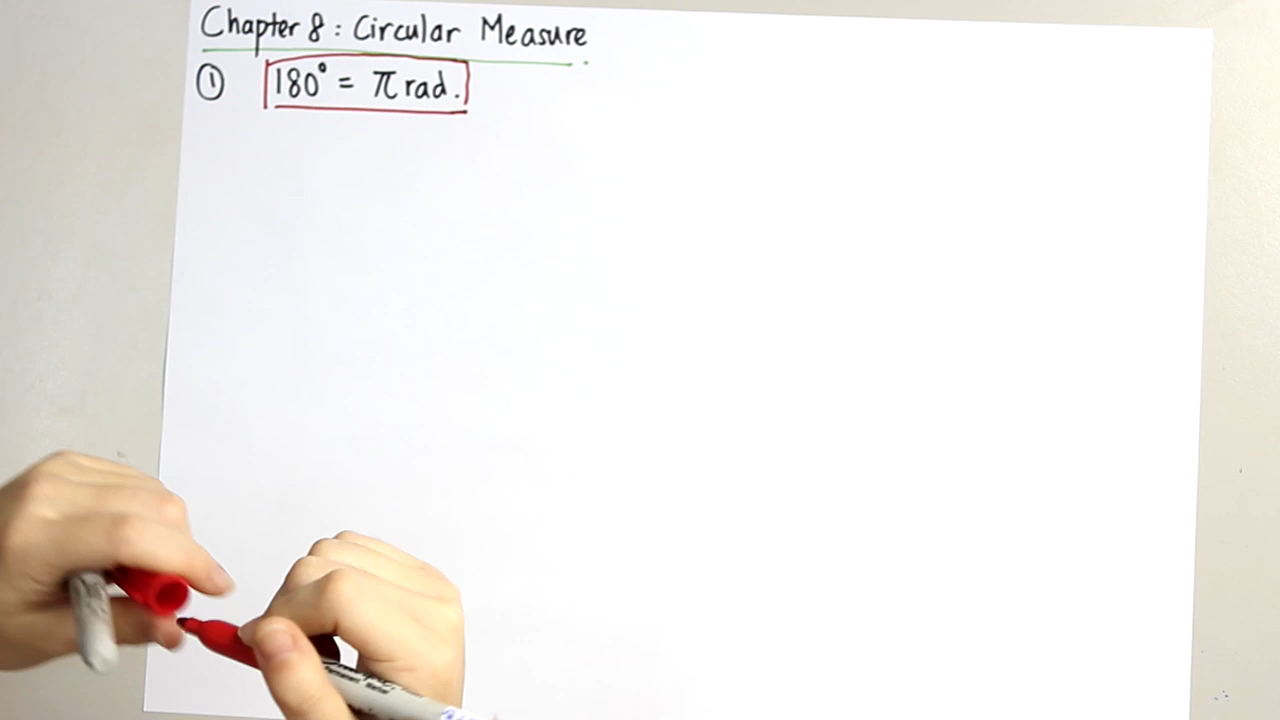 Chapter 8 : Circular Measure
① 180° = π rad.